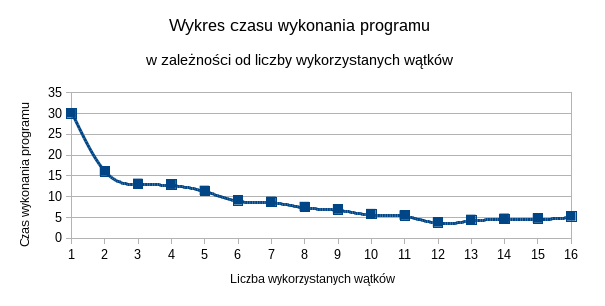 Wykres czasu wykonania programu
w zależności od liczby wykorzystanych wątków
Czas wykonania programu
35
30
25
20
15
10
5
0
1 2 3 4 5 6 7 8 9 10 11 12 13 14 15 16
Liczba wykorzystanych wątków